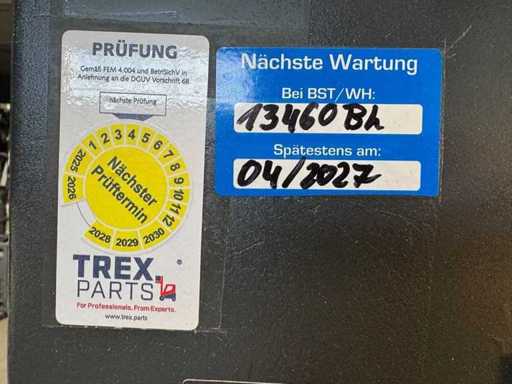 PRÜFUNG
Gemäß FEM 4.004 und BetrSichV in
Anlehnung an die DGUV Vorschrift 68
Nächste Prüfung
1 2 3 4 5 6 7 8 9 10 11 12
2025 2026 2028 2029 2030
Nächster
Prüftermin
TREX.
PARTS
®
For Professionals. From Experts.
www.trex.parts
Nächste Wartung
Bei BST/WH:
13460 Bh
Spätestens am:
04/2027